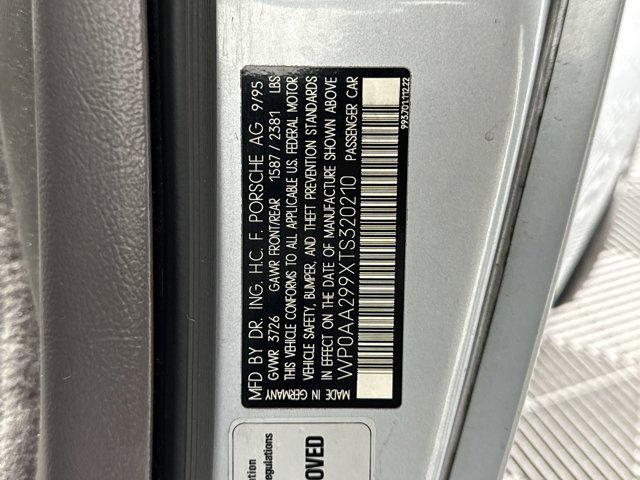 MFD BY DR. ING. H.C. F. PORSCHE AG 9/95
GVWR 3726 GAWR FRONT/REAR 1587/2381 LBS
THIS VEHICLE CONFORMS TO ALL APPLICABLE U.S. FEDERAL MOTOR
VEHICLE SAFETY, BUMPER, AND THEFT PREVENTION STANDARDS
IN EFFECT ON THE DATE OF MANUFACTURE SHOWN ABOVE
WP0AA299XTS320210 PASSENGER CAR
MADE IN GERMANY
993.701.112.22